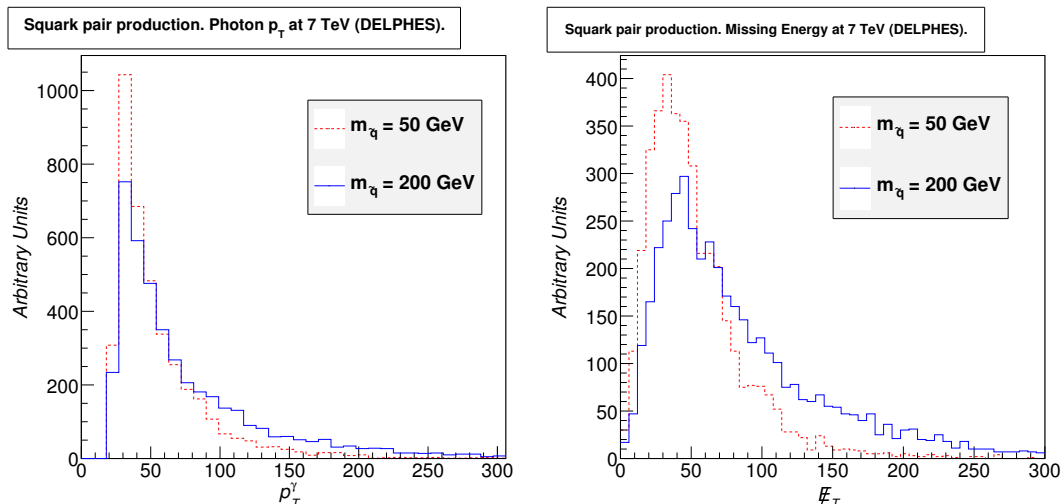 Squark pair production. Photon p_T at 7 TeV (DELPHES).
Arbitrary Units
1000
800
600
400
200
0
m_q̃ = 50 GeV
m_q̃ = 200 GeV
0 50 100 150 200 250 300
p_T^γ
Squark pair production. Missing Energy at 7 TeV (DELPHES).
Arbitrary Units
400
350
300
250
200
150
100
50
0
m_q̃ = 50 GeV
m_q̃ = 200 GeV
0 50 100 150 200 250 300
E̸_T